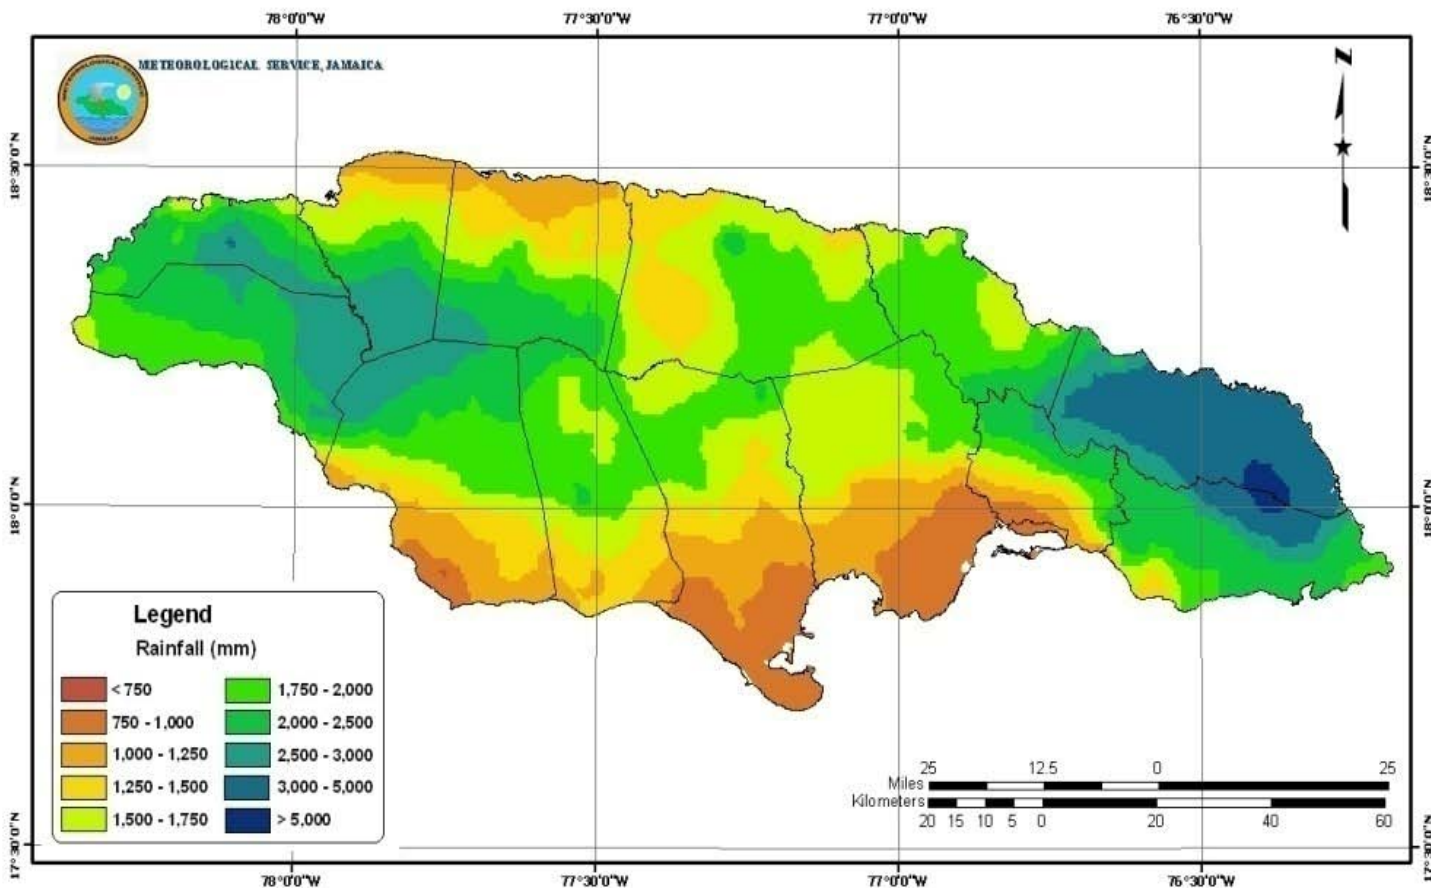 78°0'0"W 77°30'0"W 77°0'0"W 76°30'0"W
METEOROLOGICAL SERVICE, JAMAICA
METEOROLOGICAL SERVICE
JAMAICA
N
18°30'0"N 18°30'0"N
18°0'0"N 18°0'0"N
Legend
Rainfall (mm)
< 750
750 - 1,000
1,000 - 1,250
1,250 - 1,500
1,500 - 1,750
1,750 - 2,000
2,000 - 2,500
2,500 - 3,000
3,000 - 5,000
> 5,000
25 12.5 0 25
Miles
Kilometers
20 15 10 5 0 20 40 60
17°30'0"N 17°30'0"N
78°0'0"W 77°30'0"W 77°0'0"W 76°30'0"W